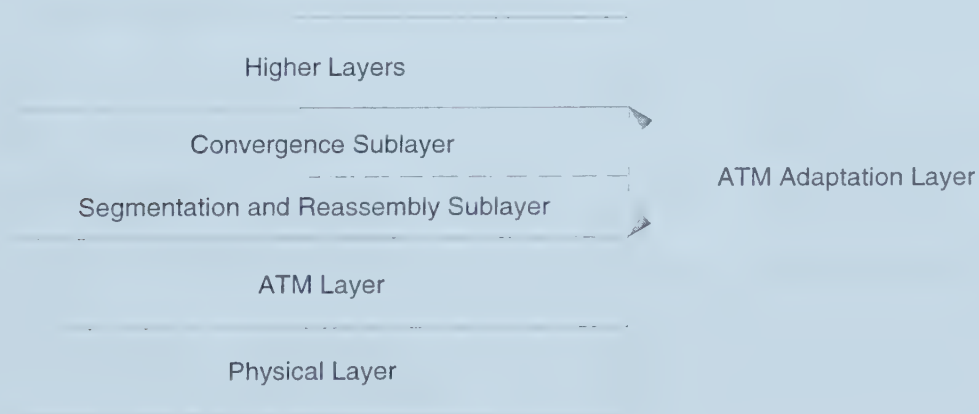 Higher Layers
Convergence Sublayer
ATM Adaptation Layer
Segmentation and Reassembly Sublayer
ATM Layer
Physical Layer